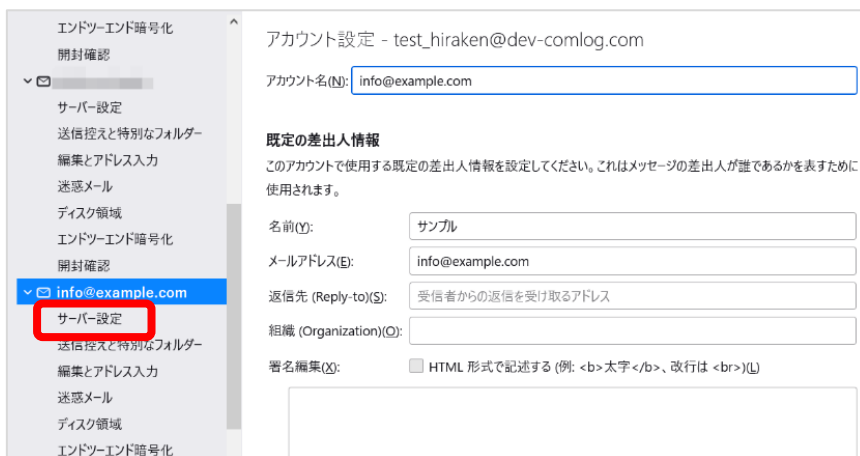 エンドツーエンド暗号化
開封確認
サーバー設定
送信控えと特別なフォルダー
編集とアドレス入力
迷惑メール
ディスク領域
エンドツーエンド暗号化
開封確認
info@example.com
サーバー設定
送信控えと特別なフォルダー
編集とアドレス入力
迷惑メール
ディスク領域
エンドツーエンド暗号化
アカウント設定 - test_hiraken@dev-comlog.com
アカウント名(N): info@example.com
既定の差出人情報
このアカウントで使用する既定の差出人情報を設定してください。これはメッセージの差出人が誰であるかを表すために
使用されます。
名前(Y): サンプル
メールアドレス(E): info@example.com
返信先 (Reply-to)(S): 受信者からの返信を受け取るアドレス
組織 (Organization)(O):
署名編集(X): HTML 形式で記述する (例: <b>太字</b>、改行は <br>)(L)